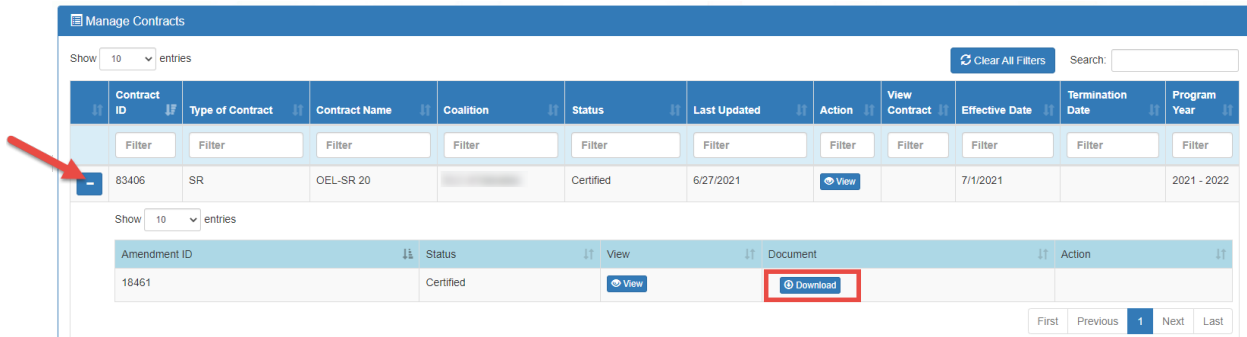 Manage Contracts
Show 10 entries Clear All Filters Search:
Contract ID Type of Contract Contract Name Coalition Status Last Updated Action View Contract Effective Date Termination Date Program Year
Filter Filter Filter Filter Filter Filter Filter Filter Filter Filter Filter
83406 SR OEL-SR 20 Certified 6/27/2021 View 7/1/2021 2021 - 2022
Show 10 entries
Amendment ID Status View Document Action
18461 Certified View Download
First Previous 1 Next Last